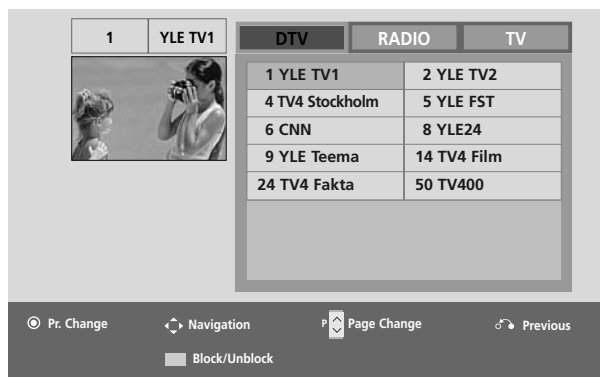 1 YLE TV1
DTV RADIO TV
1 YLE TV1 2 YLE TV2
4 TV4 Stockholm 5 YLE FST
6 CNN 8 YLE24
9 YLE Teema 14 TV4 Film
24 TV4 Fakta 50 TV400
Pr. Change Navigation P Page Change Previous
Block/Unblock